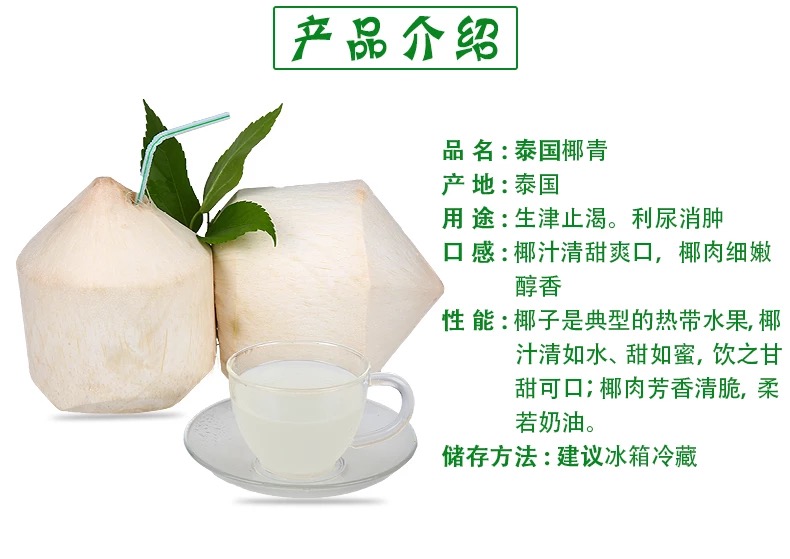 产品介绍
品名：泰国椰青
产地：泰国
用途：生津止渴。利尿消肿
口感：椰汁清甜爽口，椰肉细嫩
醇香
性能：椰子是典型的热带水果，椰
汁清如水、甜如蜜，饮之甘
甜可口；椰肉芳香清脆，柔
若奶油。
储存方法：建议冰箱冷藏